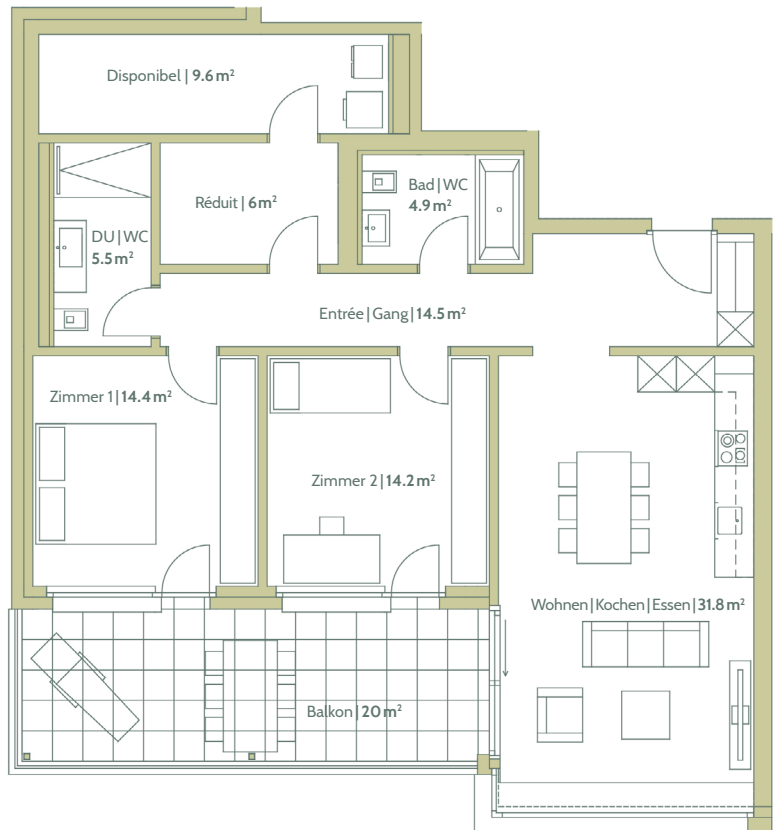 Disponibel | 9.6 m²
Réduit | 6 m²
Bad | WC
4.9 m²
DU | WC
5.5 m²
Entrée | Gang | 14.5 m²
Zimmer 1 | 14.4 m²
Zimmer 2 | 14.2 m²
Wohnen | Kochen | Essen | 31.8 m²
Balkon | 20 m²